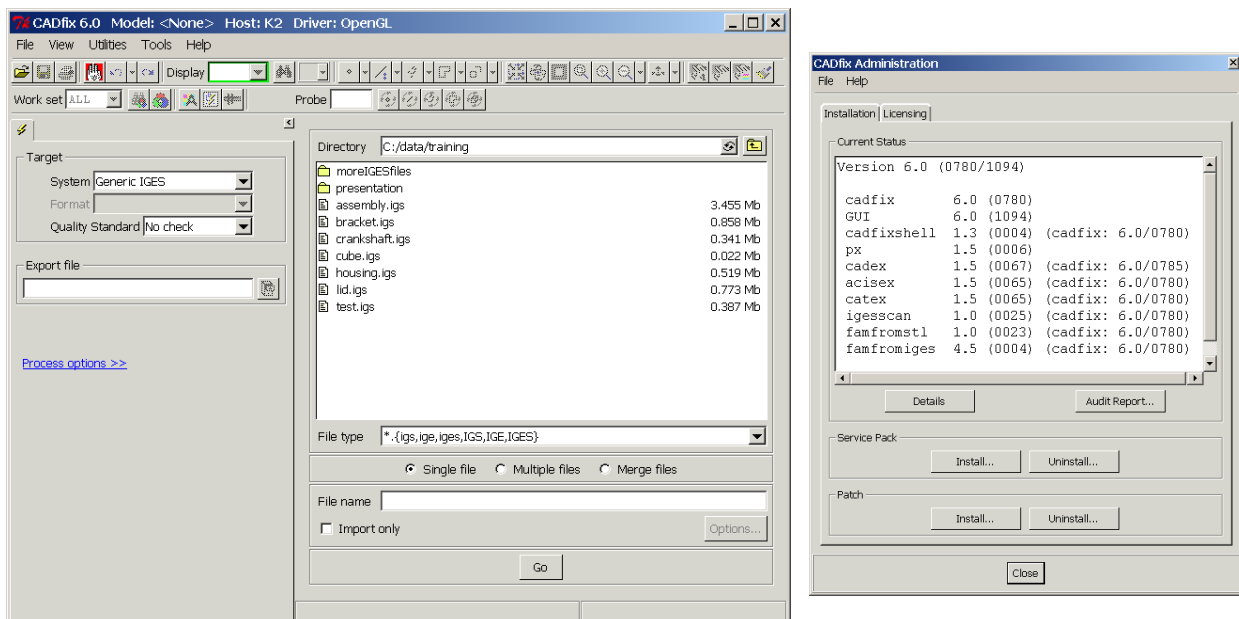 CADfix 6.0 Model: <None> Host: K2 Driver: OpenGL
File View Utilities Tools Help
Display
Work set ALL Probe
Target
System Generic IGES
Format
Quality Standard No check
Export file
Process options >>
Directory C:/data/training
moreIGESfiles
presentation
assembly.igs 3.455 Mb
bracket.igs 0.858 Mb
crankshaft.igs 0.341 Mb
cube.igs 0.022 Mb
housing.igs 0.519 Mb
lid.igs 0.773 Mb
test.igs 0.387 Mb
File type *.{igs,ige,iges,IGS,IGE,IGES}
Single file Multiple files Merge files
File name
Import only Options...
Go
CADfix Administration
File Help
Installation Licensing
Current Status
Version 6.0 (0780/1094)
cadfix 6.0 (0780)
GUI 6.0 (1094)
cadfixshell 1.3 (0004) (cadfix: 6.0/0780)
px 1.5 (0006)
cadex 1.5 (0067) (cadfix: 6.0/0785)
acisex 1.5 (0065) (cadfix: 6.0/0780)
catex 1.5 (0065) (cadfix: 6.0/0780)
igesscan 1.0 (0025) (cadfix: 6.0/0780)
famfromstl 1.0 (0023) (cadfix: 6.0/0780)
famfromiges 4.5 (0004) (cadfix: 6.0/0780)
Details Audit Report...
Service Pack
Install... Uninstall...
Patch
Install... Uninstall...
Close